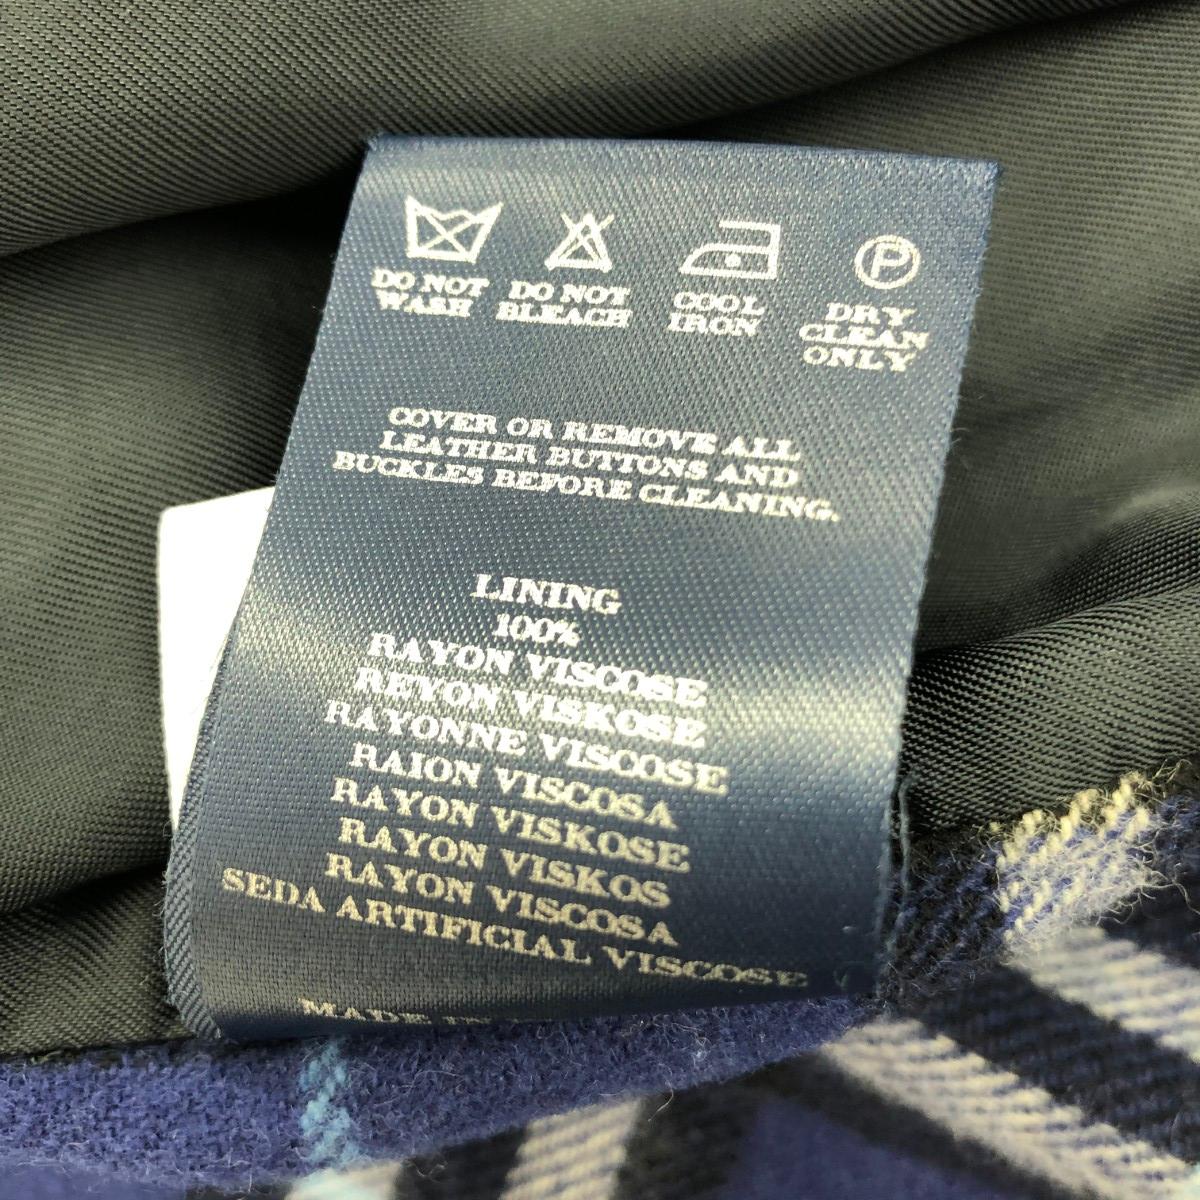 P
DO NOT WASH
DO NOT BLEACH
COOL IRON
DRY CLEAN ONLY
COVER OR REMOVE ALL
LEATHER BUTTONS AND
BUCKLES BEFORE CLEANING.
LINING
100%
RAYON VISCOSE
REYON VISKOSE
RAYONNE VISCOSE
RAION VISCOSA
RAYON VISKOSE
RAYON VISKOS
RAYON VISCOSA
SEDA ARTIFICIAL VISCOSE
MADE IN